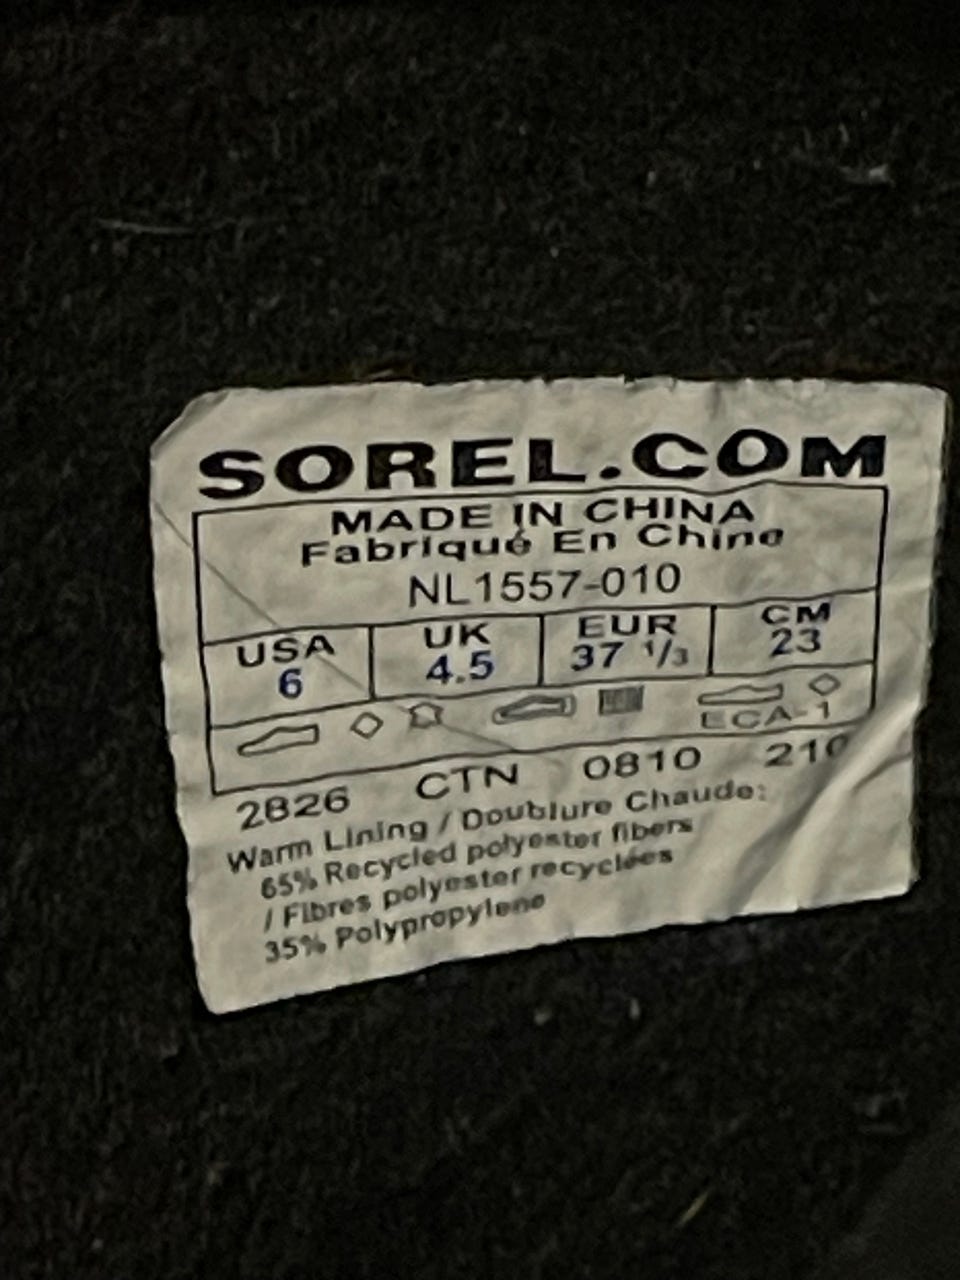 SOREL.COM
MADE IN CHINA
Fabriqué En Chine
NL1557-010
USA UK EUR CM
6 4.5 37 1/3 23
ECA-1
2826 CTN 0810 210
Warm Lining / Doublure Chaude:
65% Recycled polyester fibers
/ Fibres polyester recyclées
35% Polypropylene